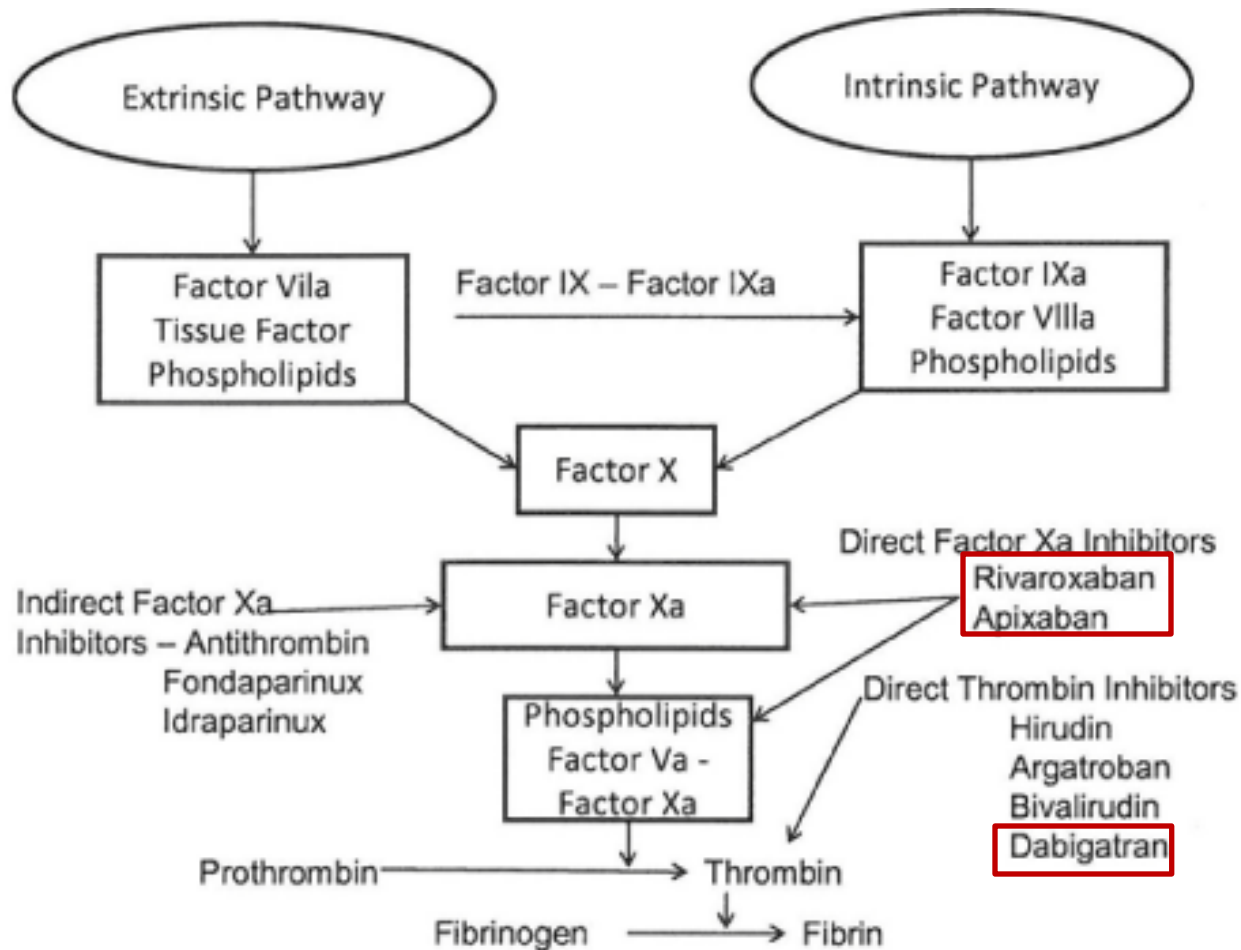 Extrinsic Pathway
Intrinsic Pathway
Factor Vila
Tissue Factor
Phospholipids
Factor IX – Factor IXa
Factor IXa
Factor VIIIa
Phospholipids
Factor X
Direct Factor Xa Inhibitors
Rivaroxaban
Apixaban
Factor Xa
Indirect Factor Xa
Inhibitors – Antithrombin
Fondaparinux
Idraparinux
Phospholipids
Factor Va -
Factor Xa
Direct Thrombin Inhibitors
Hirudin
Argatroban
Bivalirudin
Dabigatran
Prothrombin
Thrombin
Fibrinogen
Fibrin